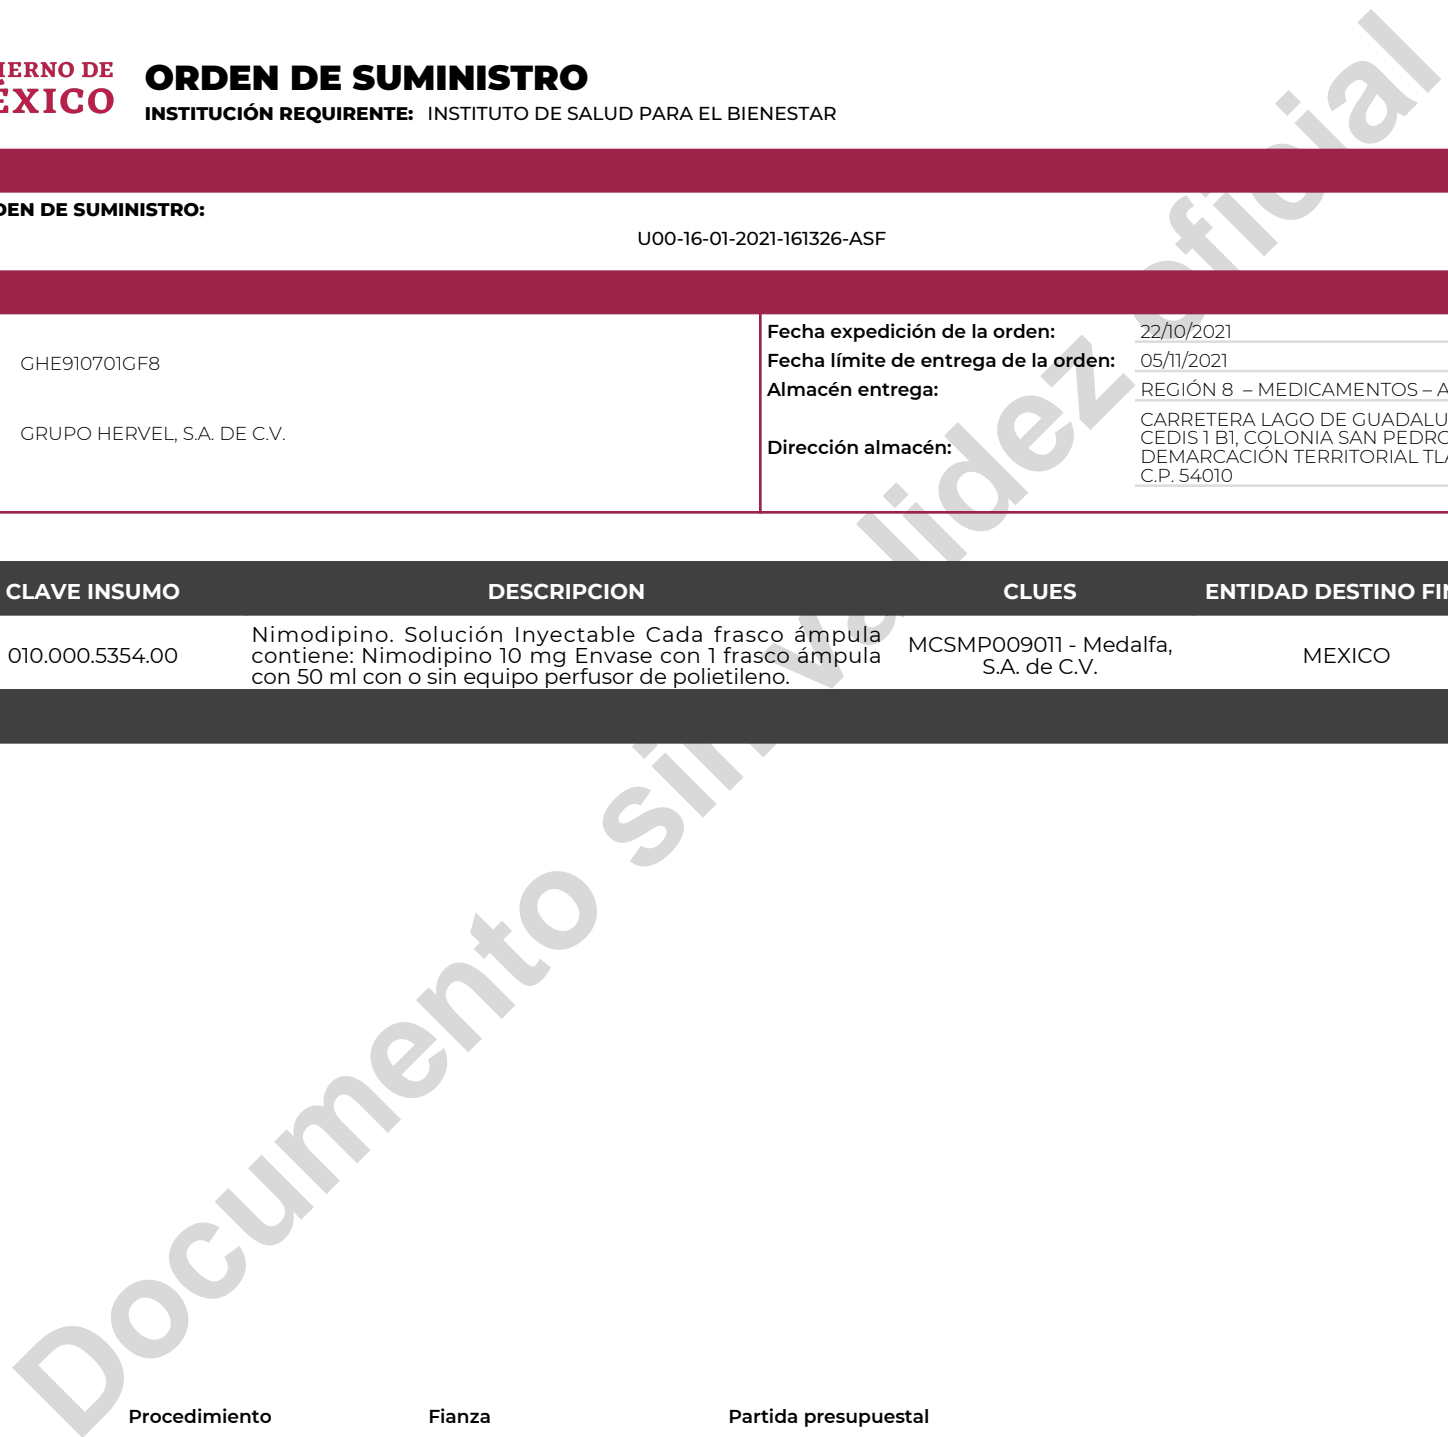 IERNO DE
ÉXICO
ORDEN DE SUMINISTRO
INSTITUCIÓN REQUIRENTE: INSTITUTO DE SALUD PARA EL BIENESTAR
DEN DE SUMINISTRO:
U00-16-01-2021-161326-ASF
GHE910701GF8
GRUPO HERVEL, S.A. DE C.V.
Fecha expedición de la orden: 22/10/2021
Fecha límite de entrega de la orden: 05/11/2021
Almacén entrega: REGIÓN 8 – MEDICAMENTOS – A
Dirección almacén:
CARRETERA LAGO DE GUADALU
CEDIS 1 B1, COLONIA SAN PEDRO
DEMARCACIÓN TERRITORIAL TLA
C.P. 54010
CLAVE INSUMO DESCRIPCION CLUES ENTIDAD DESTINO FIN
010.000.5354.00
Nimodipino. Solución Inyectable Cada frasco ámpula
contiene: Nimodipino 10 mg Envase con 1 frasco ámpula
con 50 ml con o sin equipo perfusor de polietileno.
MCSMP009011 - Medalfa,
S.A. de C.V.
MEXICO
Documento sin validez oficial
Procedimiento Fianza Partida presupuestal